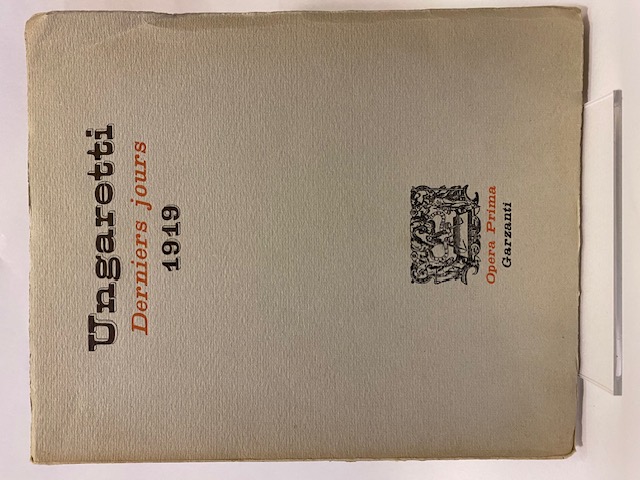 Ungaretti
Derniers jours
1919
Opera Prima
Garzanti